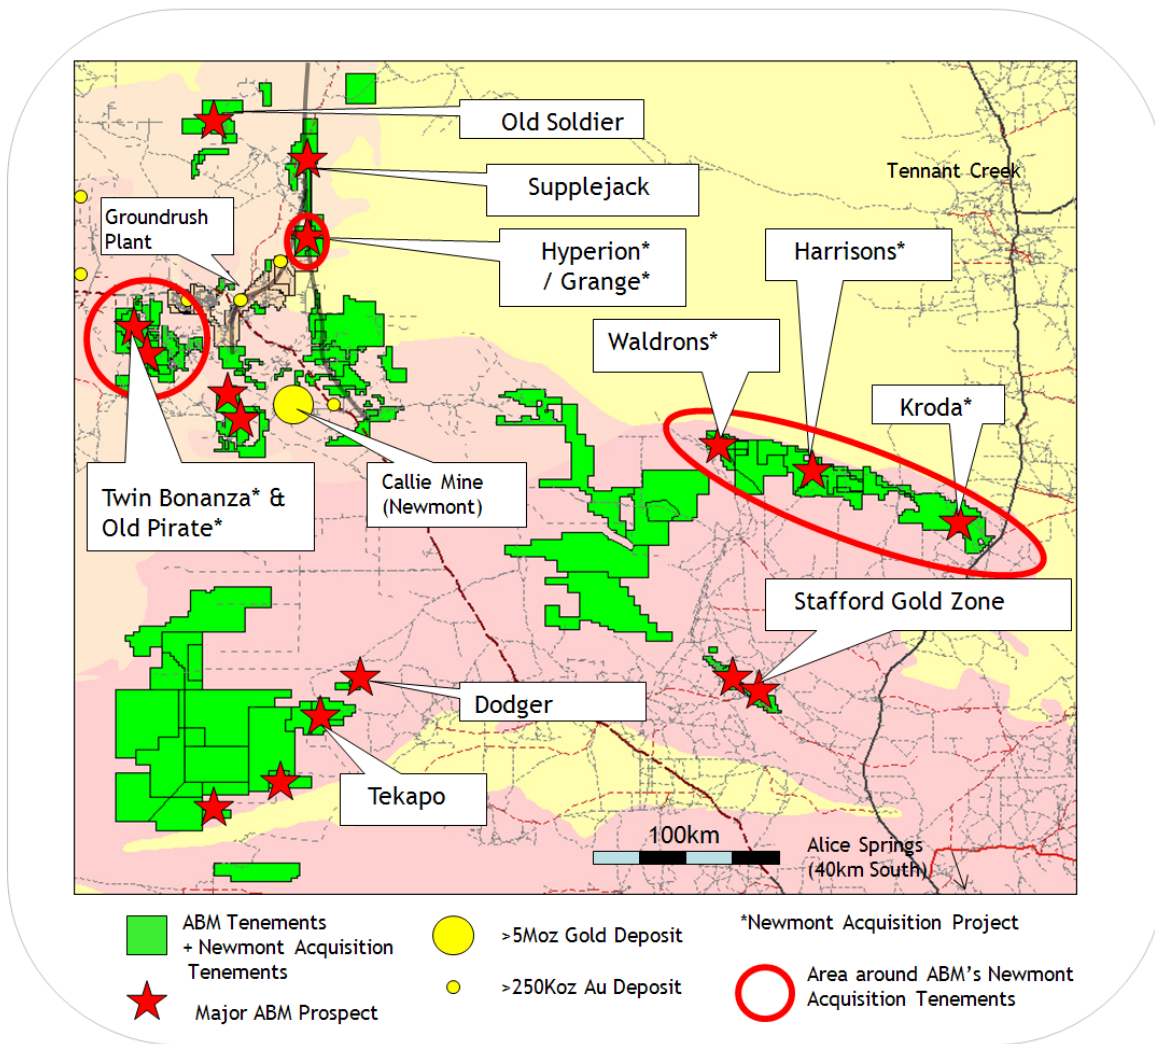 Old Soldier
Supplejack
Tennant Creek
Groundrush
Plant
Hyperion*
/ Grange*
Harrisons*
Waldrons*
Kroda*
Twin Bonanza* &
Old Pirate*
Callie Mine
(Newmont)
Stafford Gold Zone
Dodger
Tekapo
100km
Alice Springs
(40km South)
ABM Tenements
+ Newmont Acquisition
Tenements
>5Moz Gold Deposit
*Newmont Acquisition Project
>250Koz Au Deposit
Area around ABM's Newmont
Acquisition Tenements
Major ABM Prospect